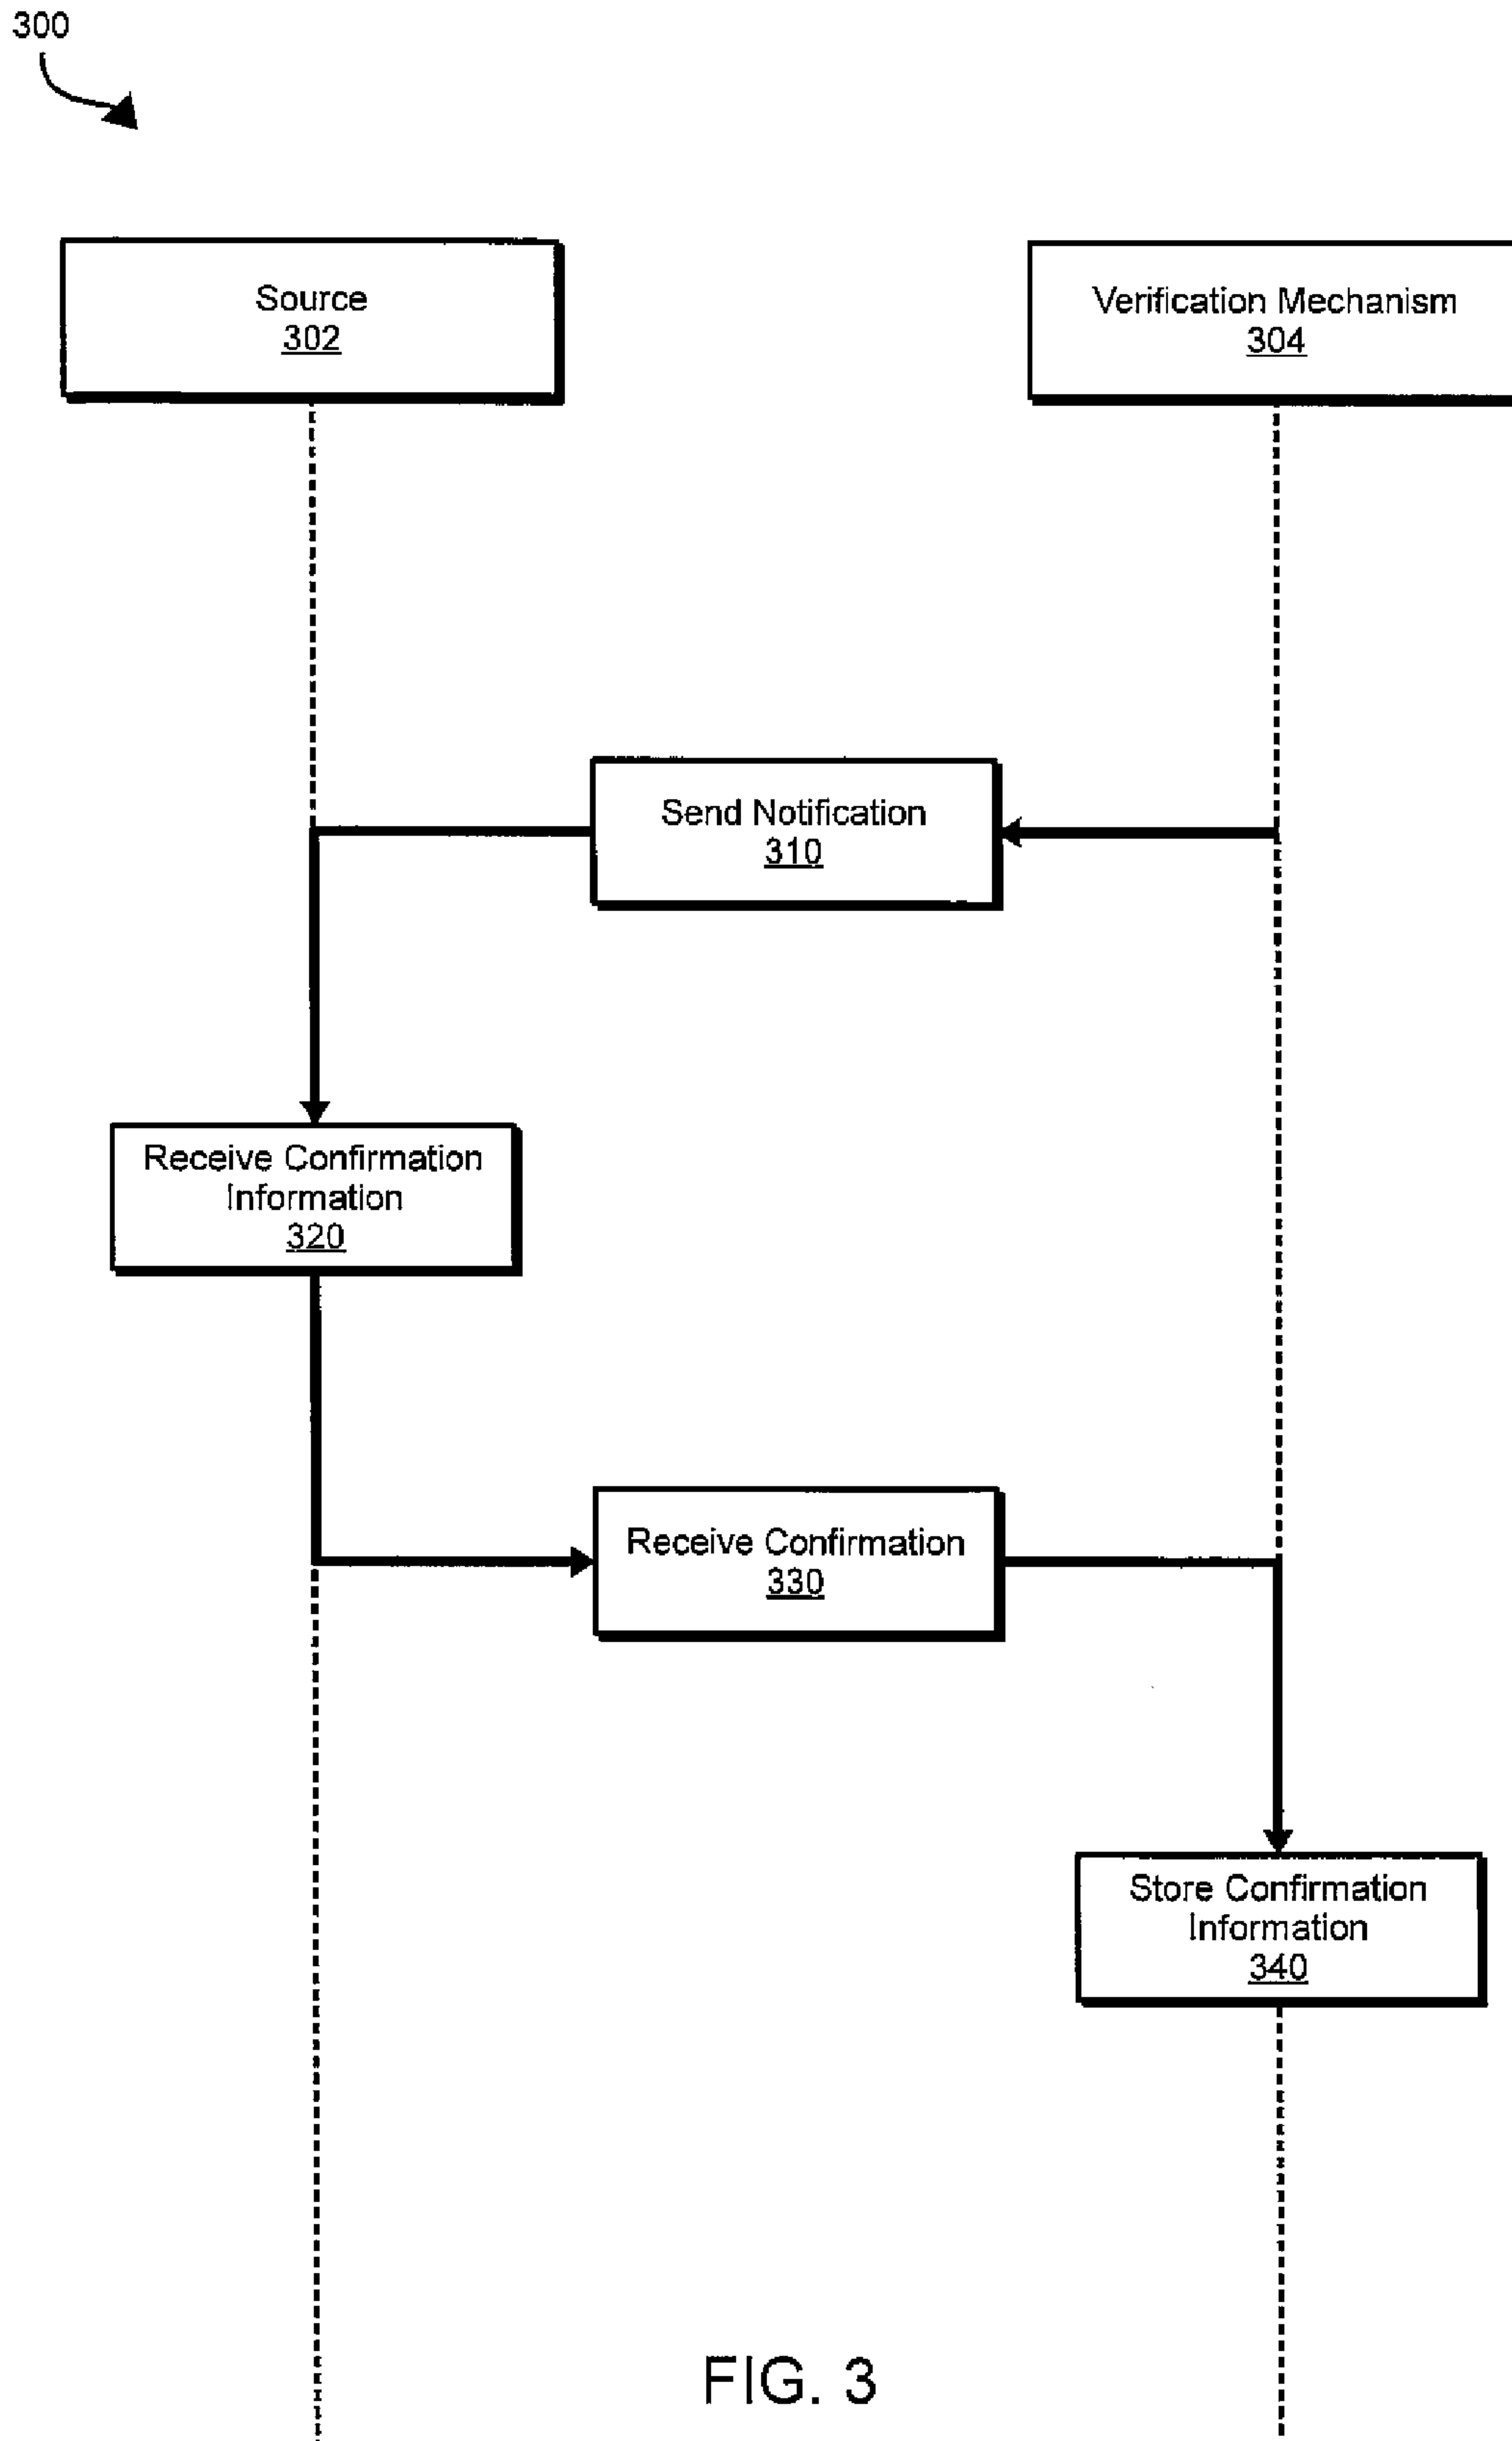 300
Source
302
Verification Mechanism
304
Send Notification
310
Receive Confirmation
Information
320
Receive Confirmation
330
Store Confirmation
Information
340
FIG. 3